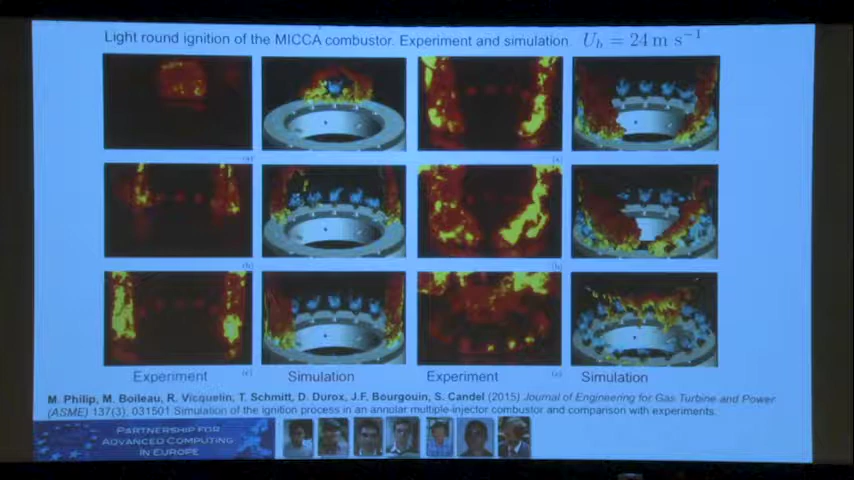 Light round ignition of the MICCA combustor. Experiment and simulation U_b = 24 m s⁻¹
Experiment
Simulation
Experiment
Simulation
M. Philip, M. Boileau, R. Vicquelin, T. Schmitt, D. Durox, J.F. Bourgouin, S. Candel (2015) Journal of Engineering for Gas Turbine and Power
(ASME) 137(3), 031501 Simulation of the ignition process in an annular multiple-injector combustor and comparison with experiments.
PARTNERSHIP FOR
ADVANCED COMPUTING
IN EUROPE